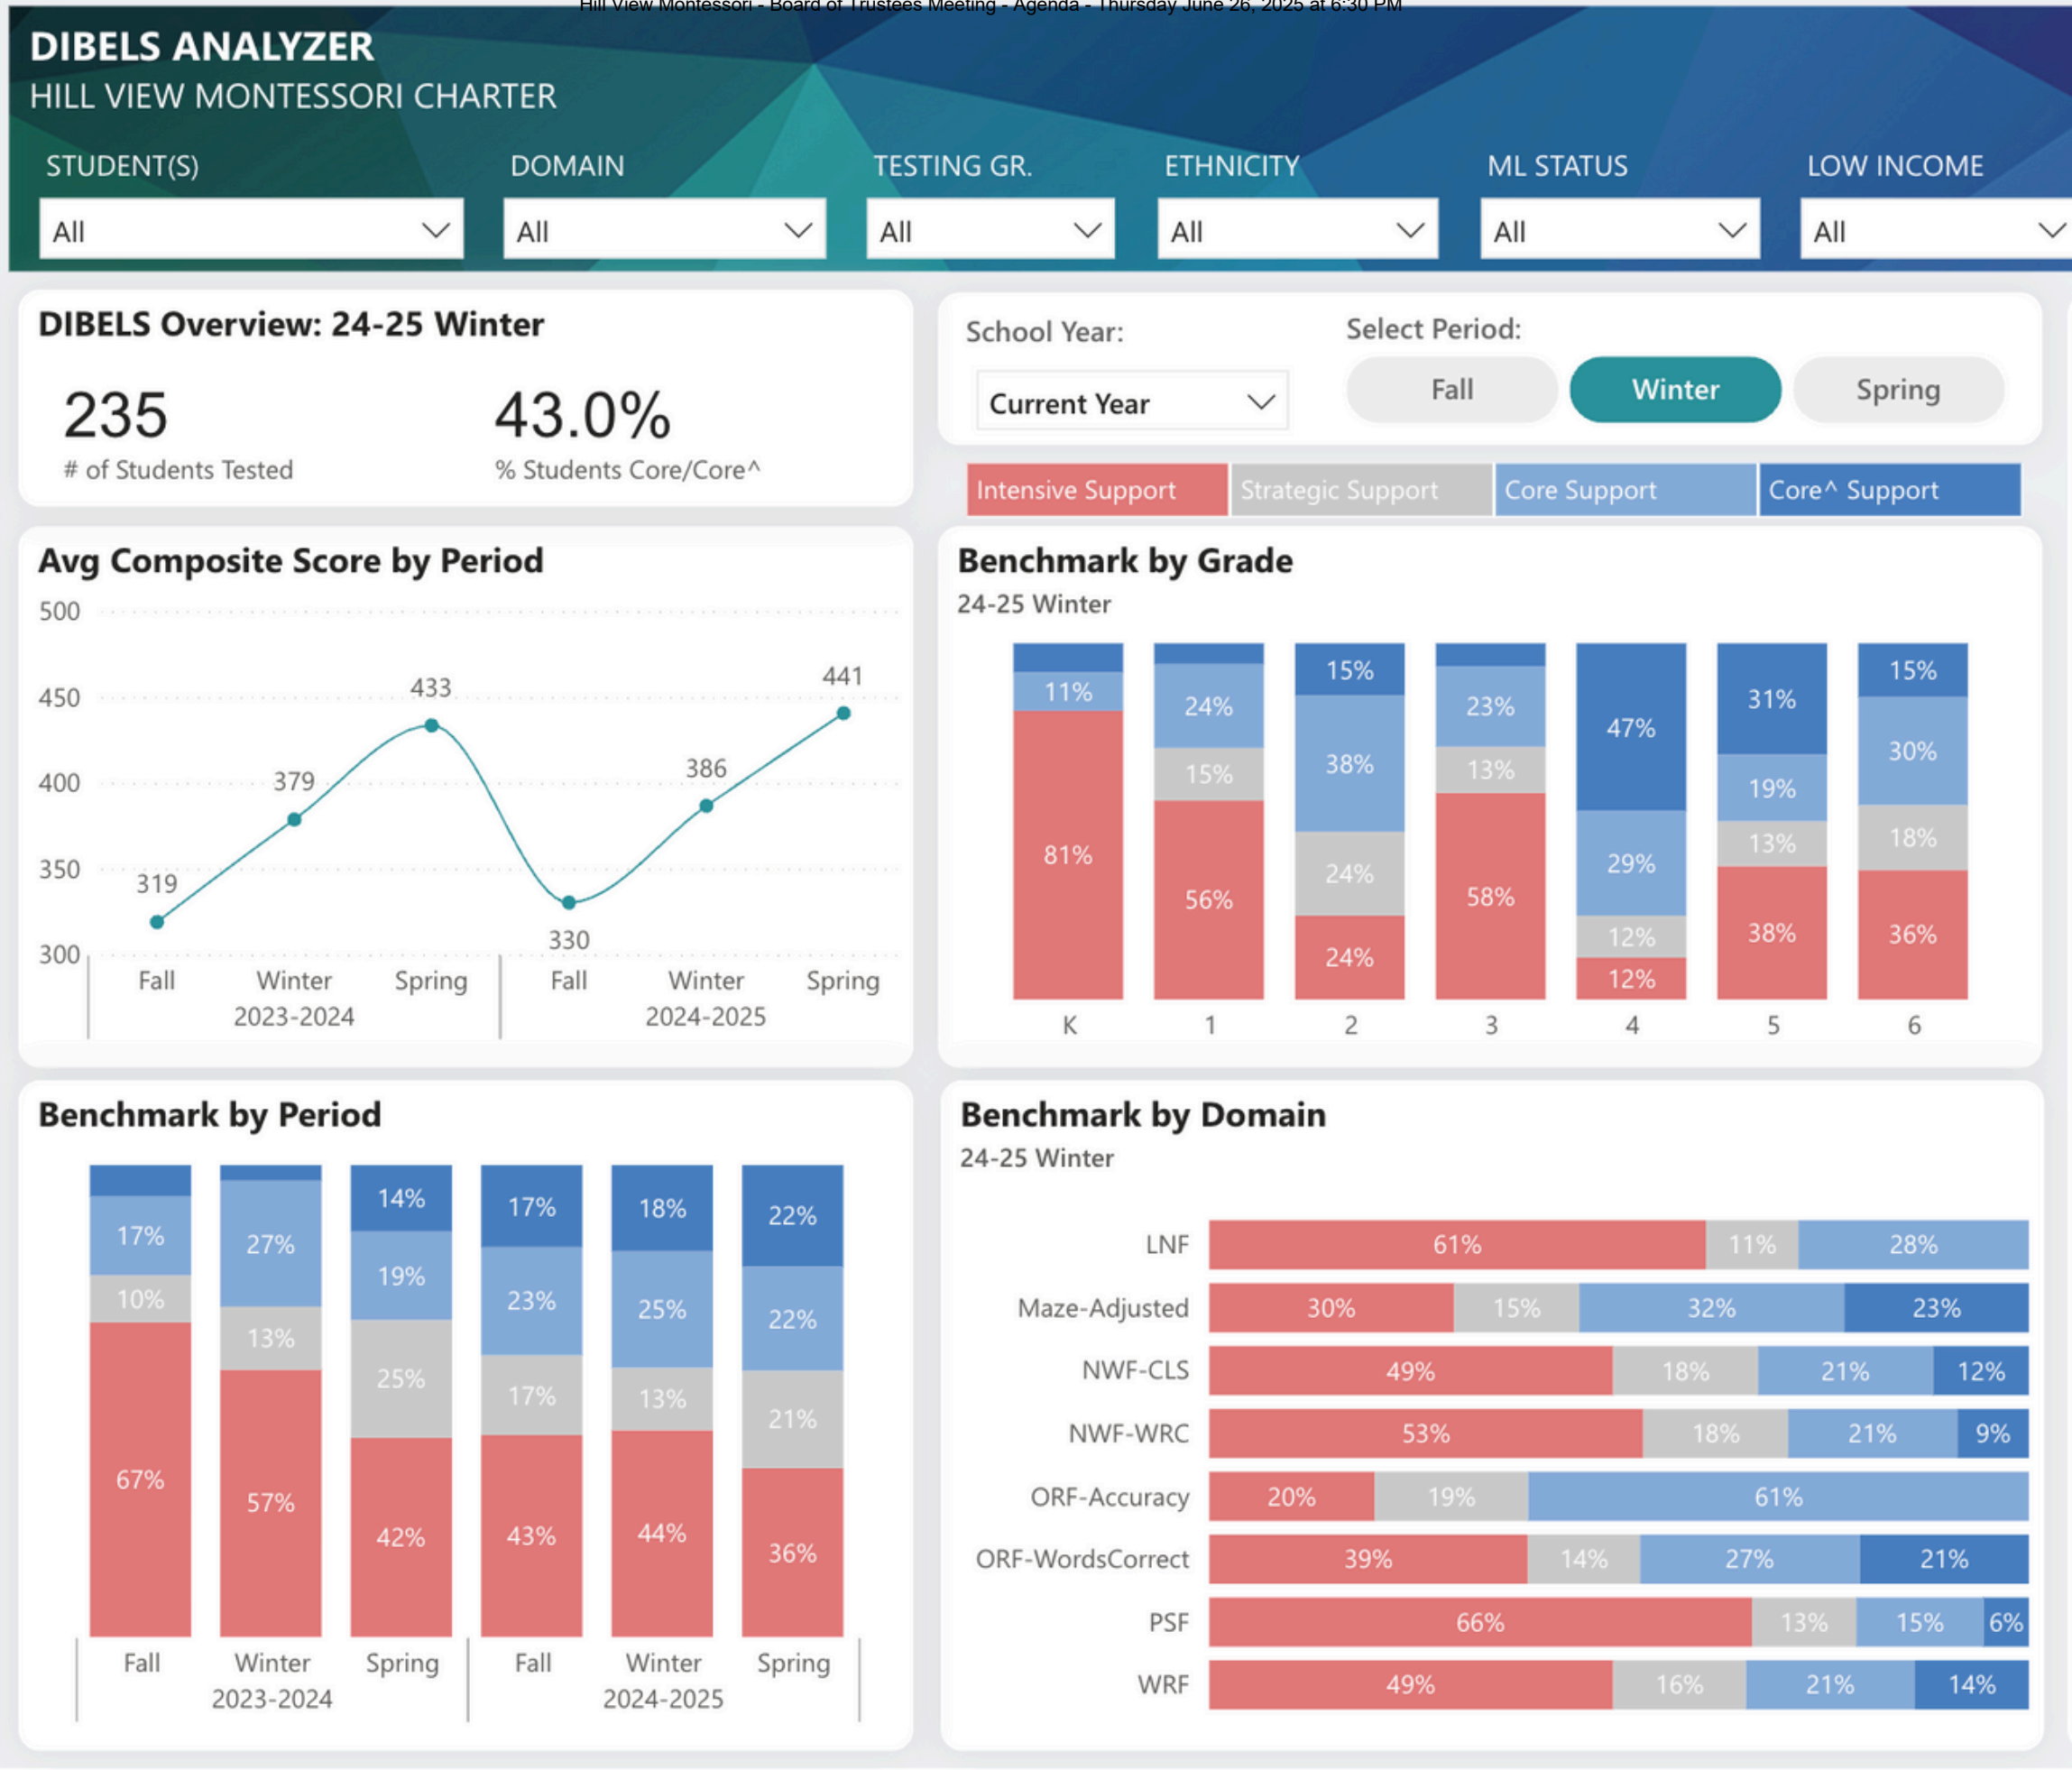 Hill View Montessori - Board of Trustees Meeting - Agenda - Thursday June 26, 2025 at 6:30 PM
DIBELS ANALYZER
HILL VIEW MONTESSORI CHARTER
STUDENT(S) DOMAIN TESTING GR. ETHNICITY ML STATUS LOW INCOME
All All All All All All
DIBELS Overview: 24-25 Winter
235 43.0%
# of Students Tested % Students Core/Core^
School Year: Select Period:
Current Year Fall Winter Spring
Intensive Support Strategic Support Core Support Core^ Support
Avg Composite Score by Period
500
450
400
350
300
319 379 433 330 386 441
Fall Winter Spring Fall Winter Spring
2023-2024 2024-2025
Benchmark by Grade
24-25 Winter
11% 81%
24% 15% 56%
15% 38% 24% 24%
23% 13% 58%
47% 29% 12% 12%
31% 19% 13% 38%
15% 30% 18% 36%
K 1 2 3 4 5 6
Benchmark by Period
17% 10% 67%
27% 13% 57%
14% 19% 25% 42%
17% 23% 17% 43%
18% 25% 13% 44%
22% 22% 21% 36%
Fall Winter Spring Fall Winter Spring
2023-2024 2024-2025
Benchmark by Domain
24-25 Winter
LNF 61% 11% 28%
Maze-Adjusted 30% 15% 32% 23%
NWF-CLS 49% 18% 21% 12%
NWF-WRC 53% 18% 21% 9%
ORF-Accuracy 20% 19% 61%
ORF-WordsCorrect 39% 14% 27% 21%
PSF 66% 13% 15% 6%
WRF 49% 16% 21% 14%